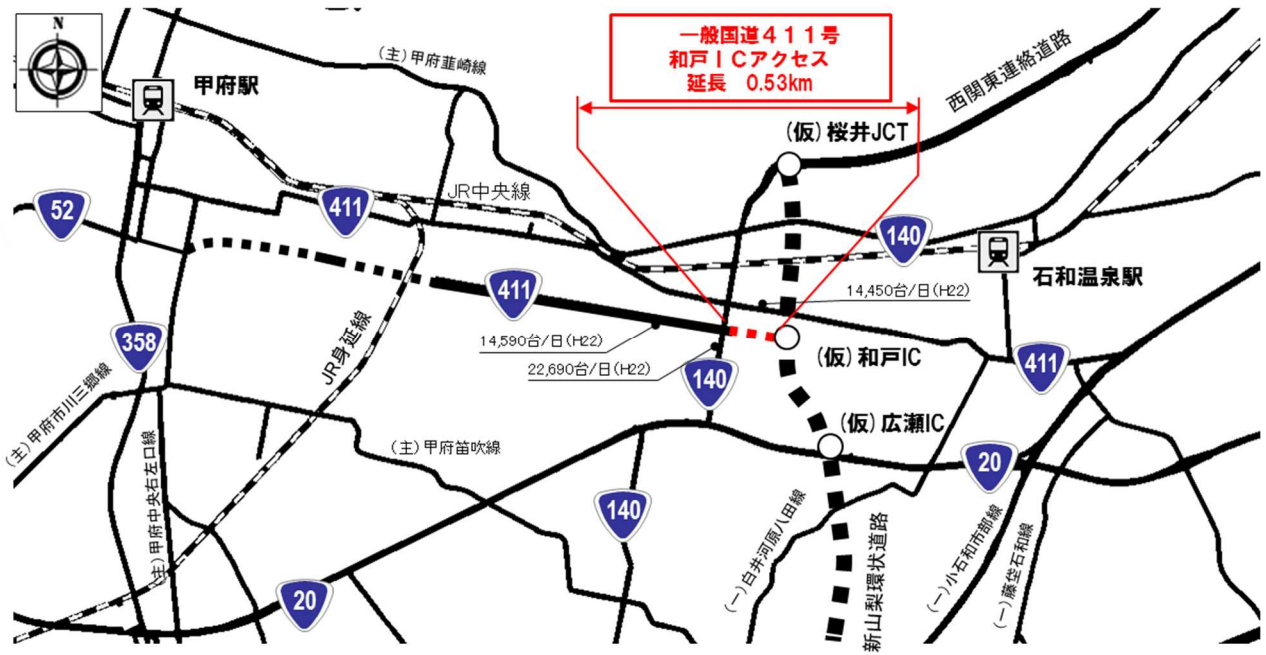 N
一般国道411号
和戸ICアクセス
延長 0.53km
(主)甲府韮崎線
西関東連絡道路
甲府駅
(仮)桜井JCT
JR中央線
52
411
140
石和温泉駅
411
14,450台/日(H22)
358
14,590台/日(H22)
22,690台/日(H22)
(仮)和戸IC
JR身延線
140
411
(主)甲府市川三郷線
(仮)広瀬IC
(主)甲府笛吹線
20
(主)甲府中央右左口線
140
(一)白井河原八田線
新山梨環状道路
(一)小石和市部線
(一)藤垈石和線
20